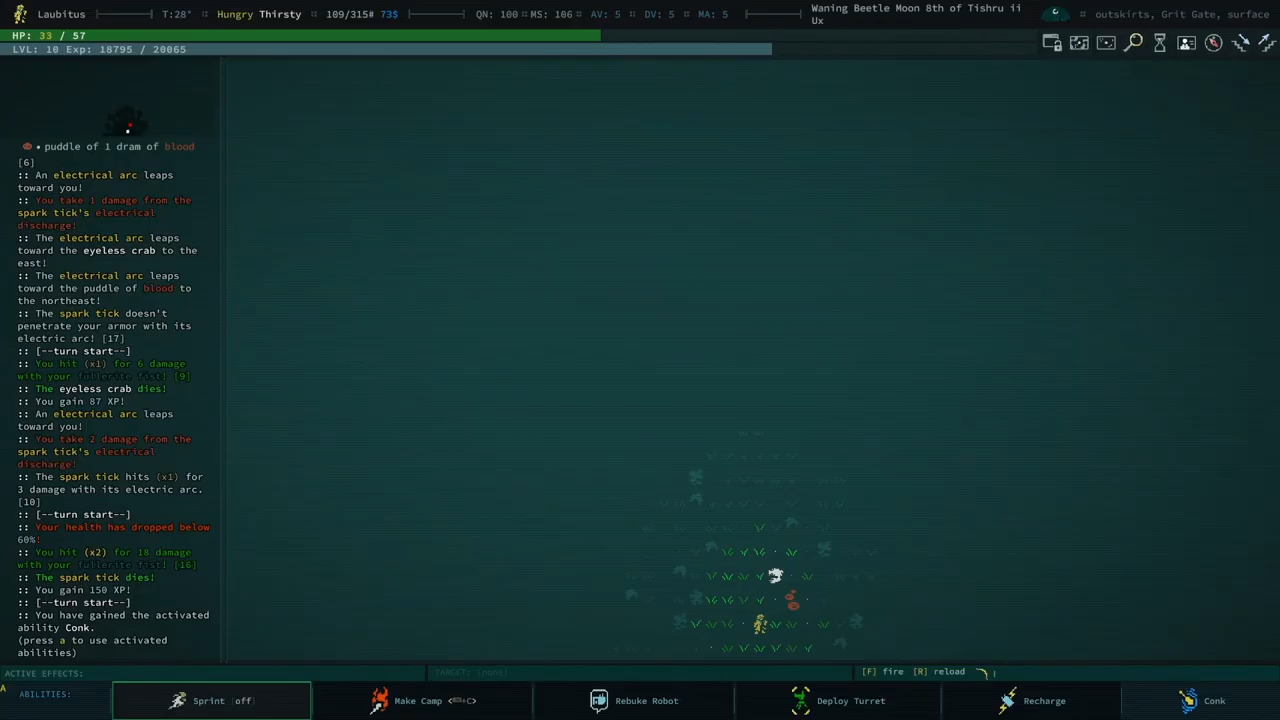 Laubitus T:28° :: Hungry Thirsty :: 109/315# 73$ QN: 100 :: MS: 106 :: AV: 5 :: DV: 5 :: MA: 5 Waning Beetle Moon 8th of Tishru ii Ux :: outskirts, Grit Gate, surface
HP: 33 / 57
LVL: 10 Exp: 18795 / 20065
• puddle of 1 dram of blood
[6]
:: An electrical arc leaps
toward you!
:: You take 1 damage from the
spark tick's electrical
discharge!
:: The electrical arc leaps
toward the eyeless crab to the
east!
:: The electrical arc leaps
toward the puddle of blood to
the northeast!
:: The spark tick doesn't
penetrate your armor with its
electric arc! [17]
:: [--turn start--]
:: You hit (x1) for 6 damage
with your fullerite fist! [9]
:: The eyeless crab dies!
:: You gain 87 XP!
:: An electrical arc leaps
toward you!
:: You take 2 damage from the
spark tick's electrical
discharge!
:: The spark tick hits (x1) for
3 damage with its electric arc.
[10]
:: [--turn start--]
:: Your health has dropped below
60%!
:: You hit (x2) for 18 damage
with your fullerite fist! [16]
:: The spark tick dies!
:: You gain 150 XP!
:: [--turn start--]
:: You have gained the activated
ability Conk.
(press a to use activated
abilities)
ACTIVE EFFECTS: TARGET: [none] [F] fire [R] reload
A ABILITIES: Sprint [off] Make Camp Rebuke Robot Deploy Turret Recharge Conk